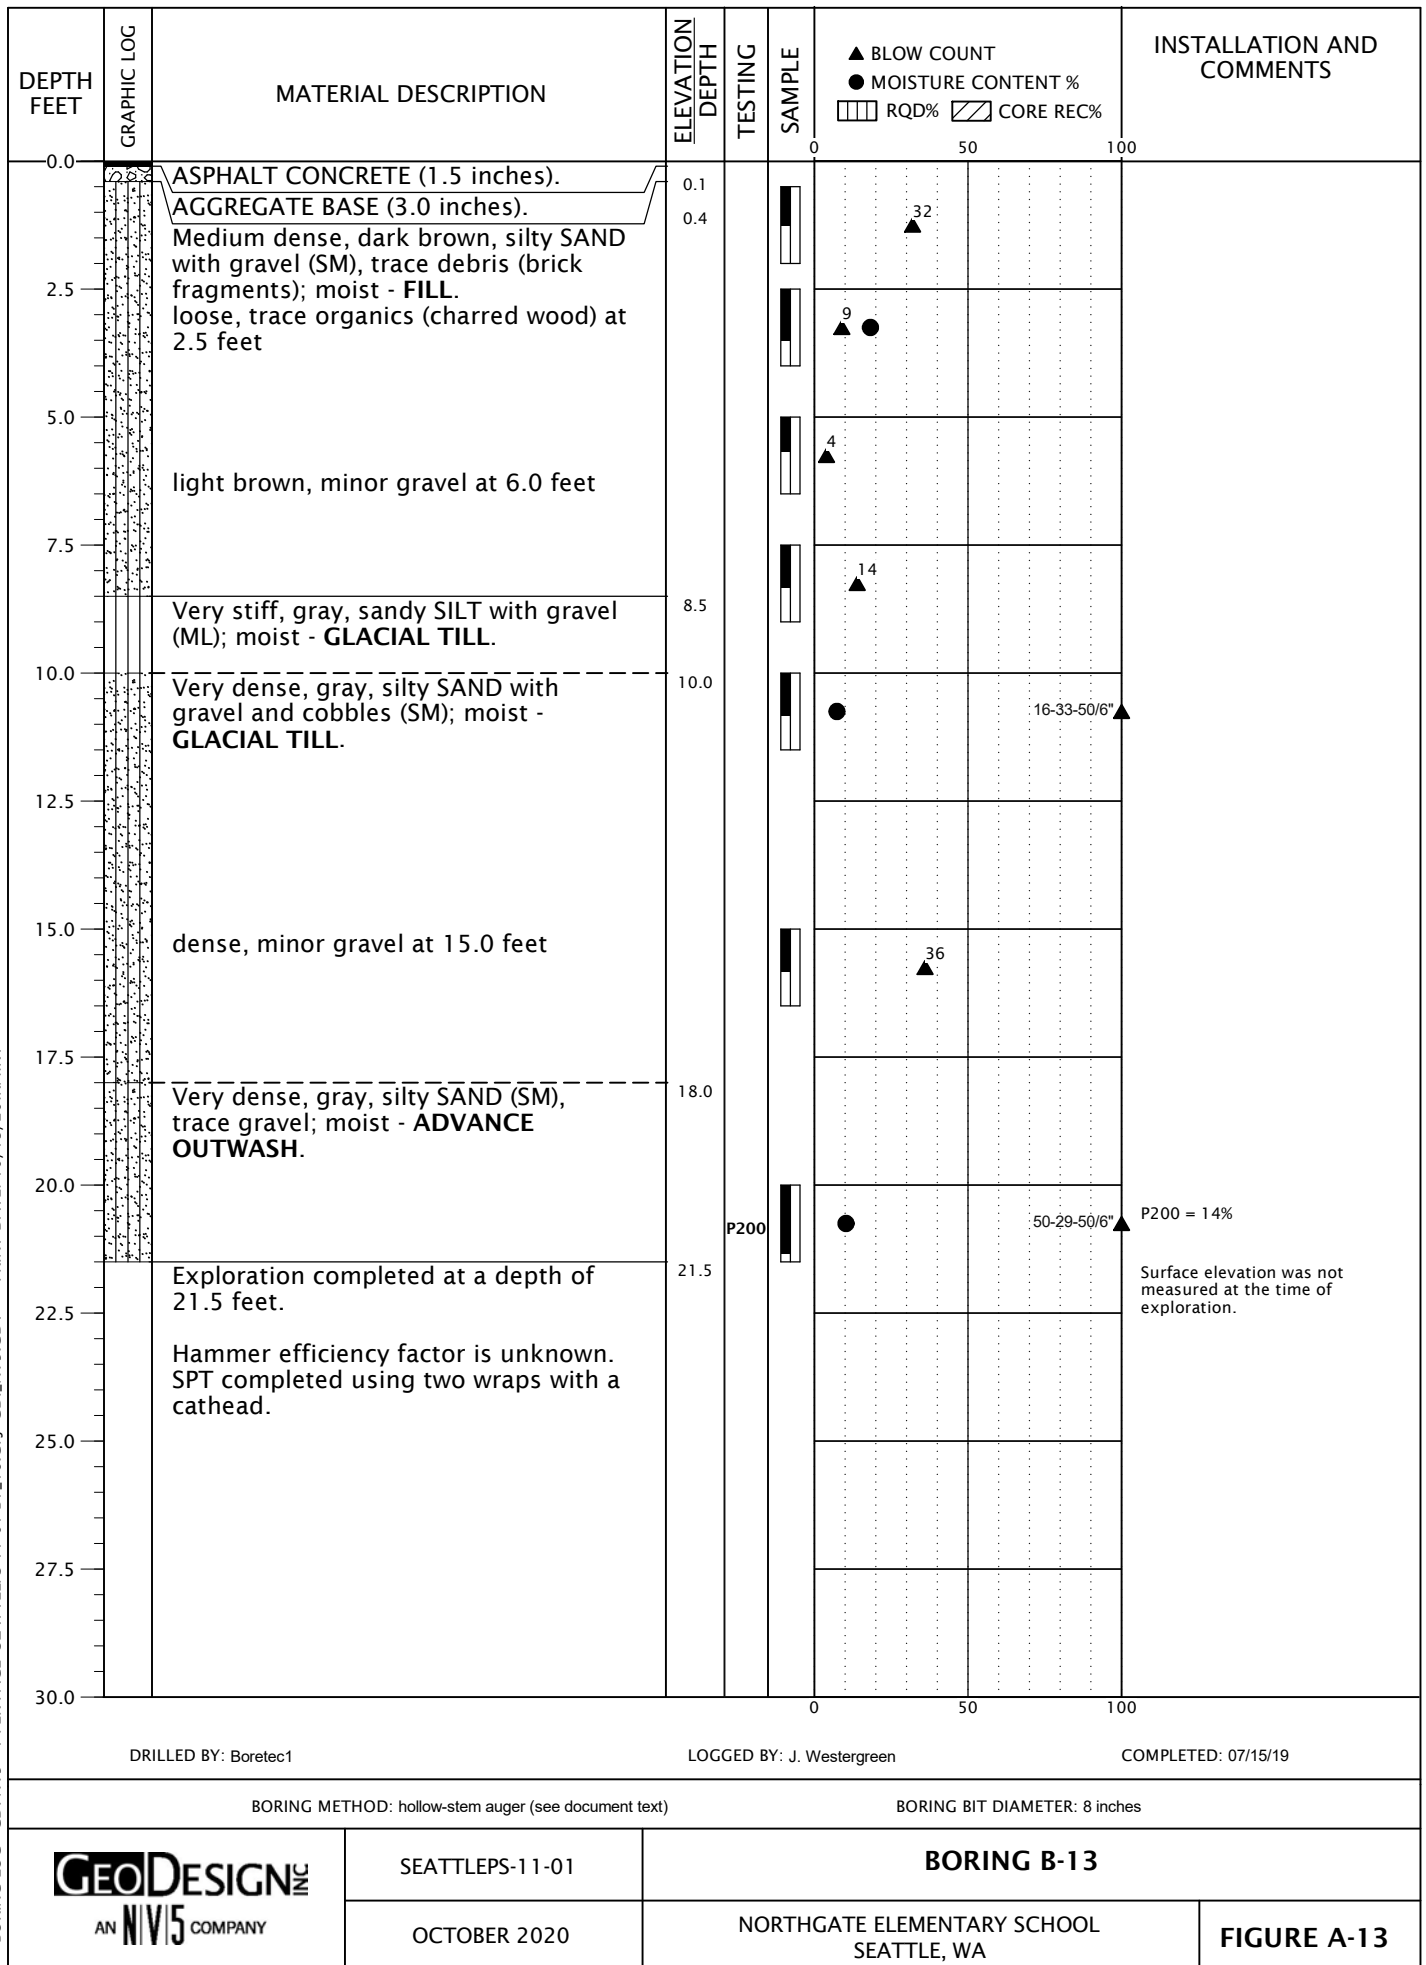 DEPTH
FEET
GRAPHIC LOG
MATERIAL DESCRIPTION
ELEVATION
DEPTH
TESTING
SAMPLE
▲ BLOW COUNT
● MOISTURE CONTENT %
RQD% CORE REC%
INSTALLATION AND
COMMENTS
0 50 100
0.0
ASPHALT CONCRETE (1.5 inches).
0.1
AGGREGATE BASE (3.0 inches).
0.4
32
Medium dense, dark brown, silty SAND
with gravel (SM), trace debris (brick
fragments); moist - FILL.
2.5
loose, trace organics (charred wood) at
2.5 feet
9
5.0
4
light brown, minor gravel at 6.0 feet
7.5
14
8.5
Very stiff, gray, sandy SILT with gravel
(ML); moist - GLACIAL TILL.
10.0
10.0
Very dense, gray, silty SAND with
gravel and cobbles (SM); moist -
GLACIAL TILL.
16-33-50/6"
12.5
15.0
dense, minor gravel at 15.0 feet
36
17.5
18.0
Very dense, gray, silty SAND (SM),
trace gravel; moist - ADVANCE
OUTWASH.
20.0
P200
50-29-50/6"
P200 = 14%
21.5
Exploration completed at a depth of
21.5 feet.
Surface elevation was not
measured at the time of
exploration.
22.5
Hammer efficiency factor is unknown.
SPT completed using two wraps with a
cathead.
25.0
27.5
30.0
0 50 100
DRILLED BY: Boretec1
LOGGED BY: J. Westergreen
COMPLETED: 07/15/19
BORING METHOD: hollow-stem auger (see document text)
BORING BIT DIAMETER: 8 inches
GEODESIGN INC
AN NV5 COMPANY
SEATTLEPS-11-01
OCTOBER 2020
BORING B-13
NORTHGATE ELEMENTARY SCHOOL
SEATTLE, WA
FIGURE A-13